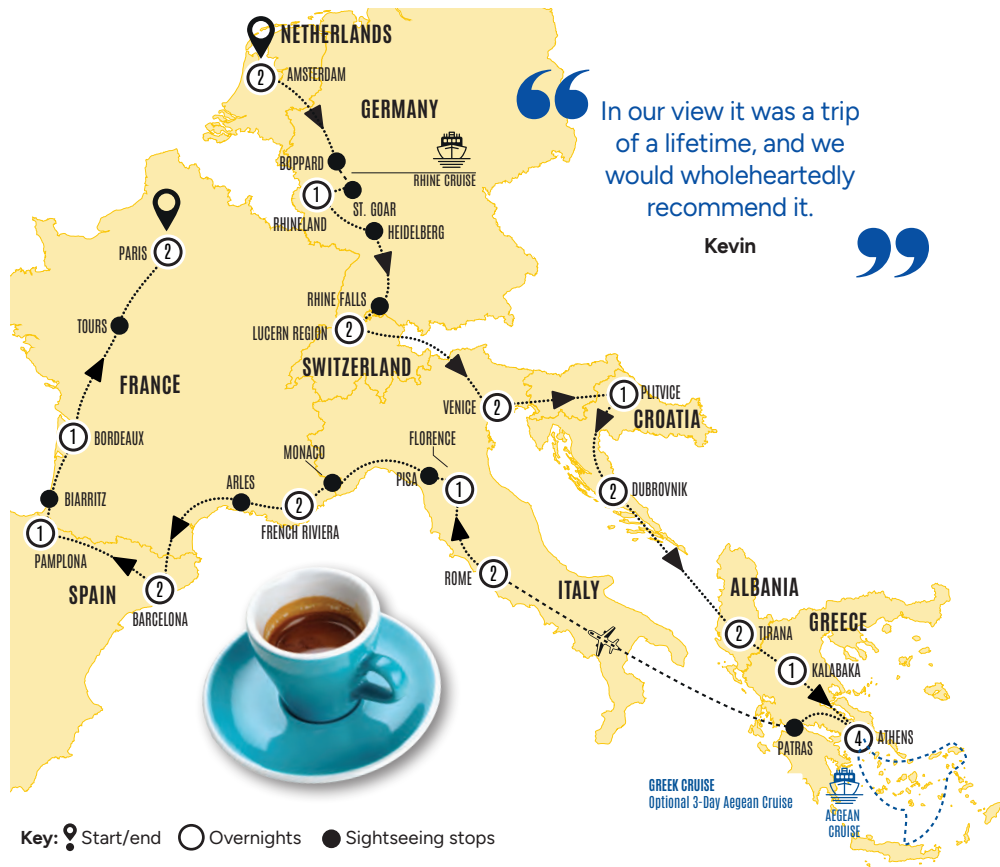 NETHERLANDS
2
AMSTERDAM
GERMANY
BOPPARD
RHINE CRUISE
1
RHINELAND
ST. GOAR
HEIDELBERG
“
In our view it was a trip
of a lifetime, and we
would wholeheartedly
recommend it.
Kevin
”
PARIS
2
TOURS
RHINE FALLS
LUCERN REGION
2
SWITZERLAND
FRANCE
VENICE
2
1
PLITVICE
CROATIA
1
BORDEAUX
FLORENCE
MONACO
PISA
1
2
DUBROVNIK
BIARRITZ
ARLES
2
FRENCH RIVIERA
1
PAMPLONA
SPAIN
2
BARCELONA
ROME
2
ITALY
ALBANIA
GREECE
2
TIRANA
1
KALABAKA
PATRAS
4
ATHENS
GREEK CRUISE
Optional 3-Day Aegean Cruise
AEGEAN
CRUISE
Key: Start/end Overnights Sightseeing stops